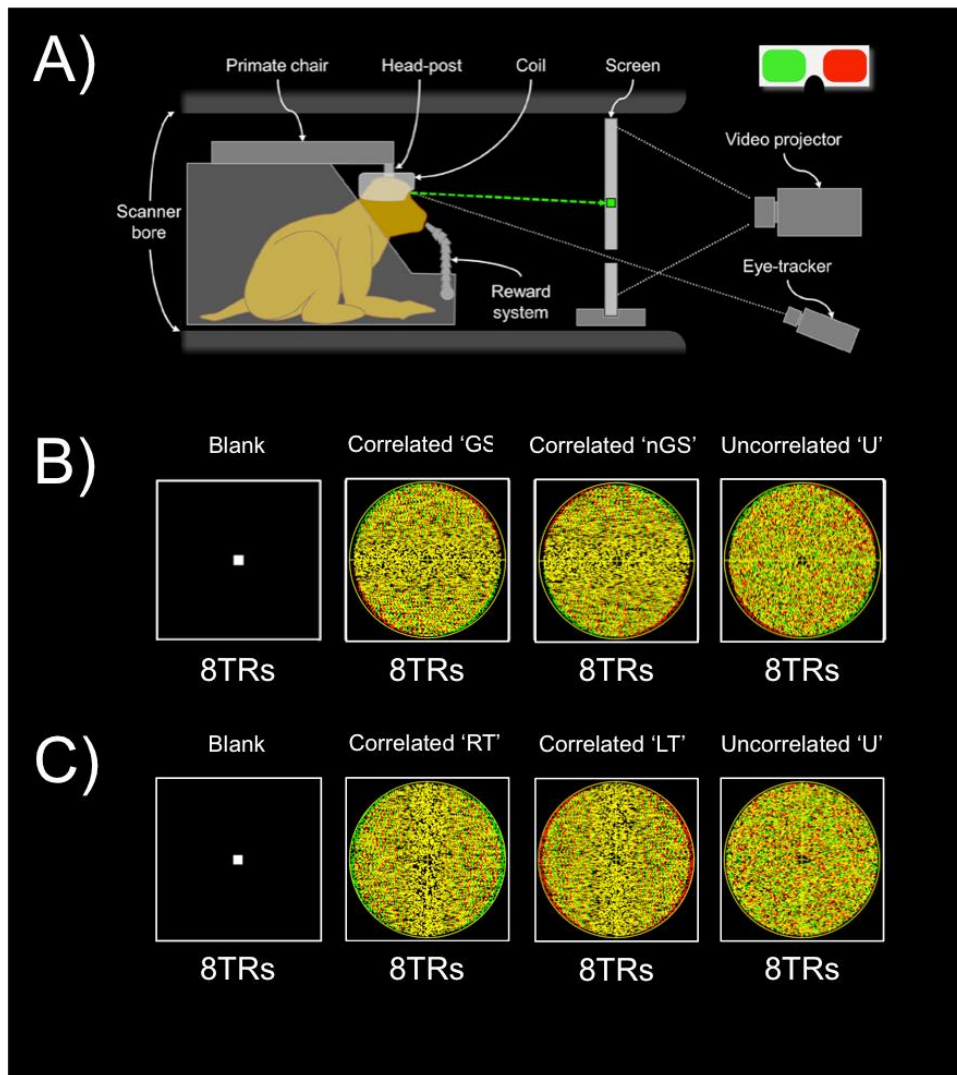 A)
Primate chair
Head-post
Coil
Screen
Video projector
Scanner
bore
Eye-tracker
Reward
system
B)
Blank
Correlated ‘GS
Correlated ‘nGS’
Uncorrelated ‘U’
8TRs
8TRs
8TRs
8TRs
C)
Blank
Correlated ‘RT’
Correlated ‘LT’
Uncorrelated ‘U’
8TRs
8TRs
8TRs
8TRs